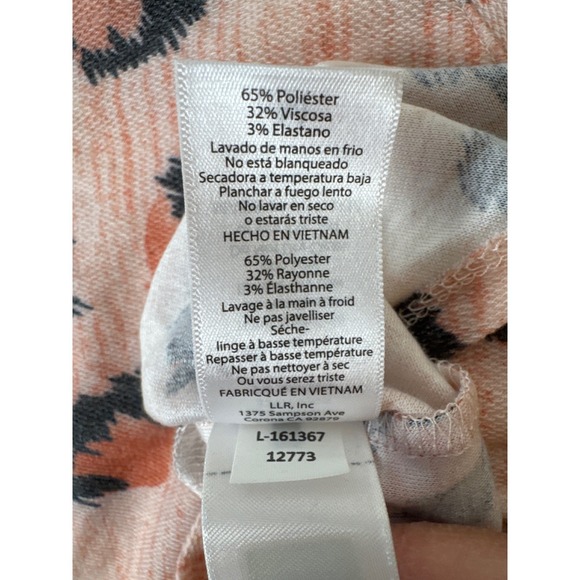 65% Poliéster
32% Viscosa
3% Elastano
Lavado de manos en frio
No está blanqueado
Secadora a temperatura baja
Planchar a fuego lento
No lavar en seco
o estarás triste
HECHO EN VIETNAM
65% Polyester
32% Rayonne
3% Élasthanne
Lavage à la main à froid
Ne pas javelliser
Séche-
linge à basse température
Repasser à basse température
Ne pas nettoyer à sec
Ou vous serez triste
FABRICQUÉ EN VIETNAM
LLR, Inc
1375 Sampson Ave
Corona CA 92879
L-161367
12773